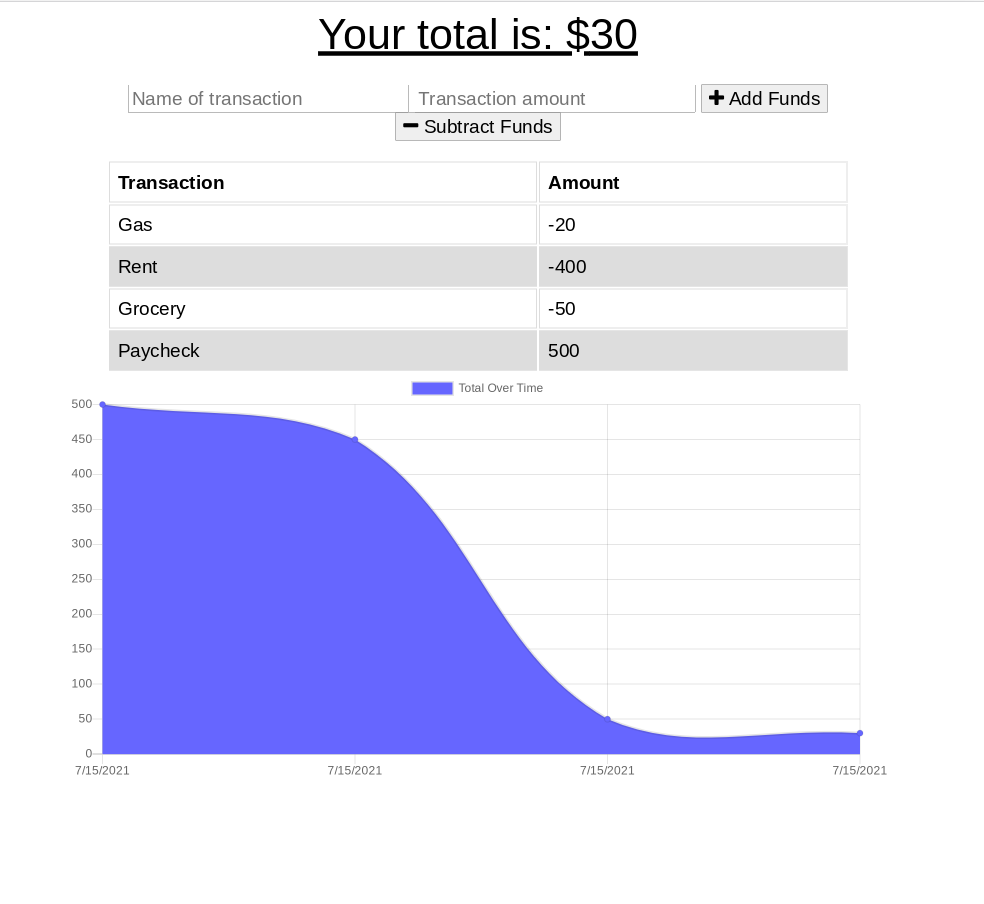 Your total is: $30
Name of transaction Transaction amount Add Funds
Subtract Funds
Transaction Amount
Gas -20
Rent -400
Grocery -50
Paycheck 500
Total Over Time
500
450
400
350
300
250
200
150
100
50
0
7/15/2021 7/15/2021 7/15/2021 7/15/2021